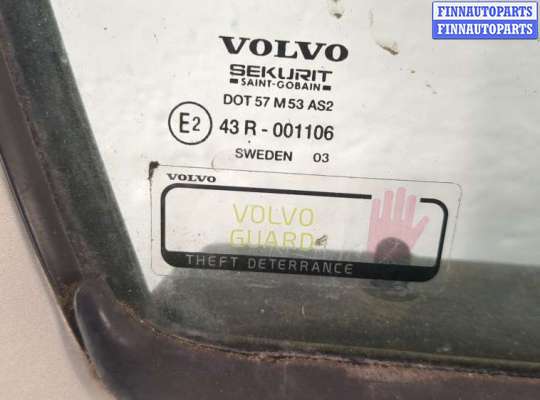 FINNAUTOPARTS
FINNAUTOPARTS
VOLVO
SEKURIT
SAINT-GOBAIN
DOT 57 M 53 AS2
E2 43 R - 001106
SWEDEN 03
VOLVO
VOLVO
GUARD
THEFT DETERRANCE